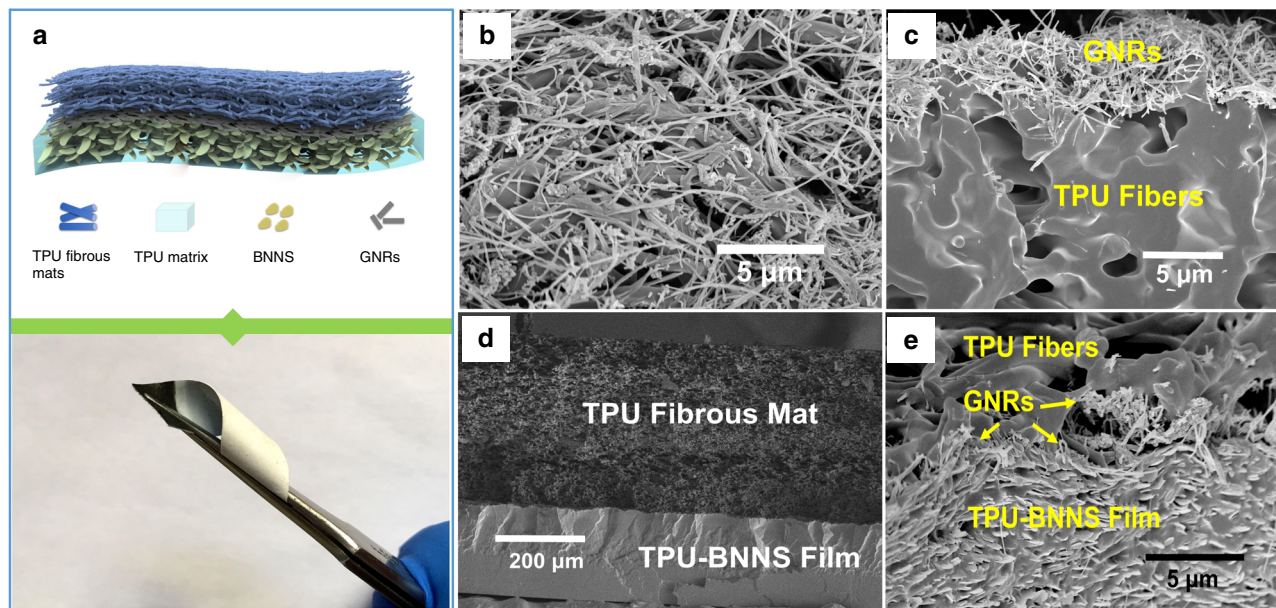 a
TPU fibrous
mats
TPU matrix
BNNS
GNRs
b
5 μm
c
GNRs
TPU Fibers
5 μm
d
TPU Fibrous Mat
200 μm
TPU-BNNS Film
e
TPU Fibers
GNRs
TPU-BNNS Film
5 μm